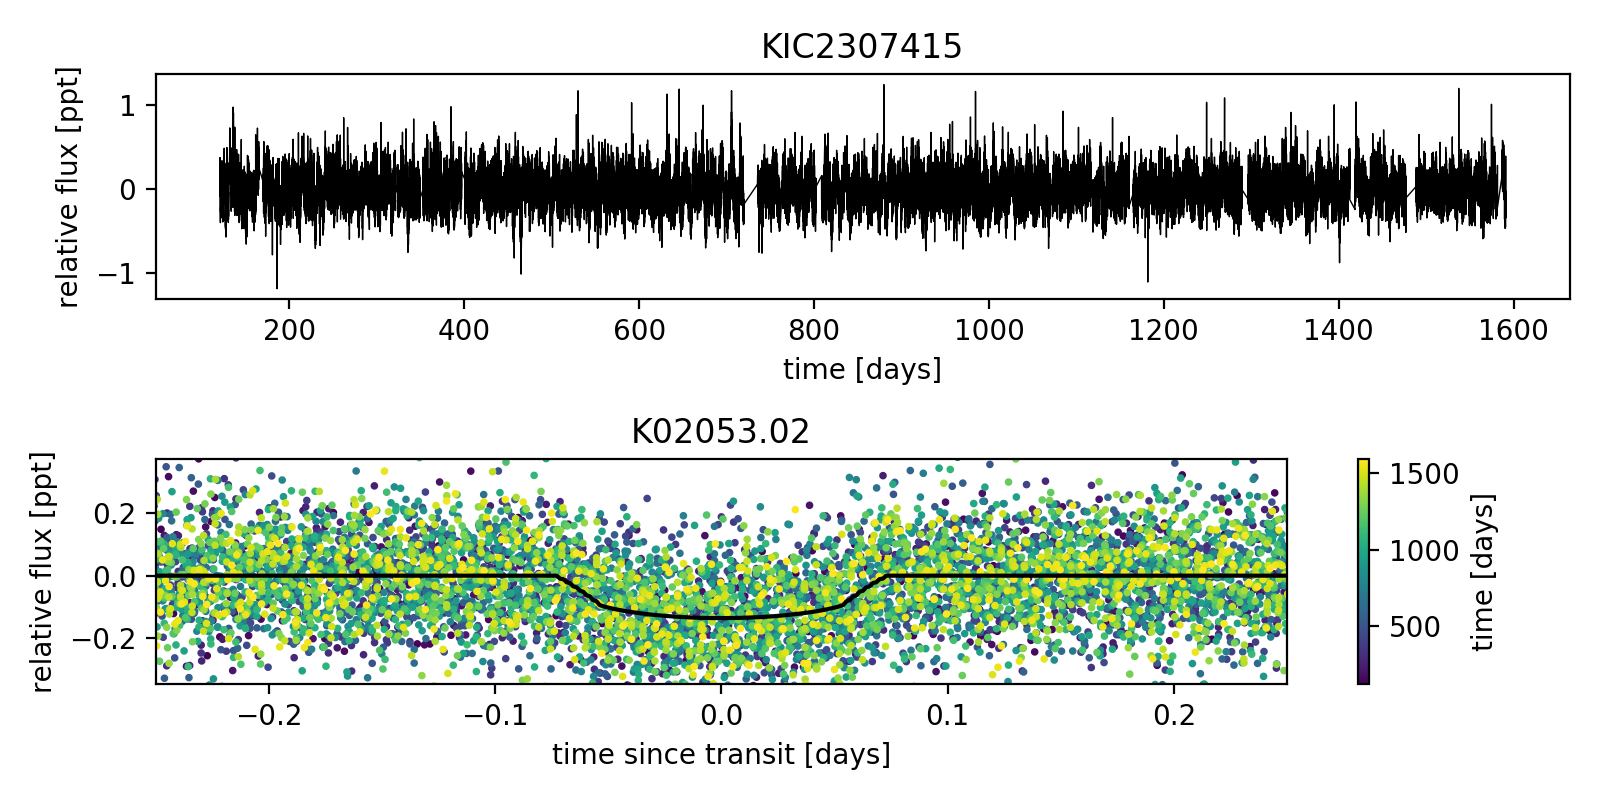 KIC2307415
relative flux [ppt]
1
0
−1
200 400 600 800 1000 1200 1400 1600
time [days]
K02053.02
relative flux [ppt]
0.2
0.0
−0.2
−0.2 −0.1 0.0 0.1 0.2
time since transit [days]
1500
1000
500
time [days]